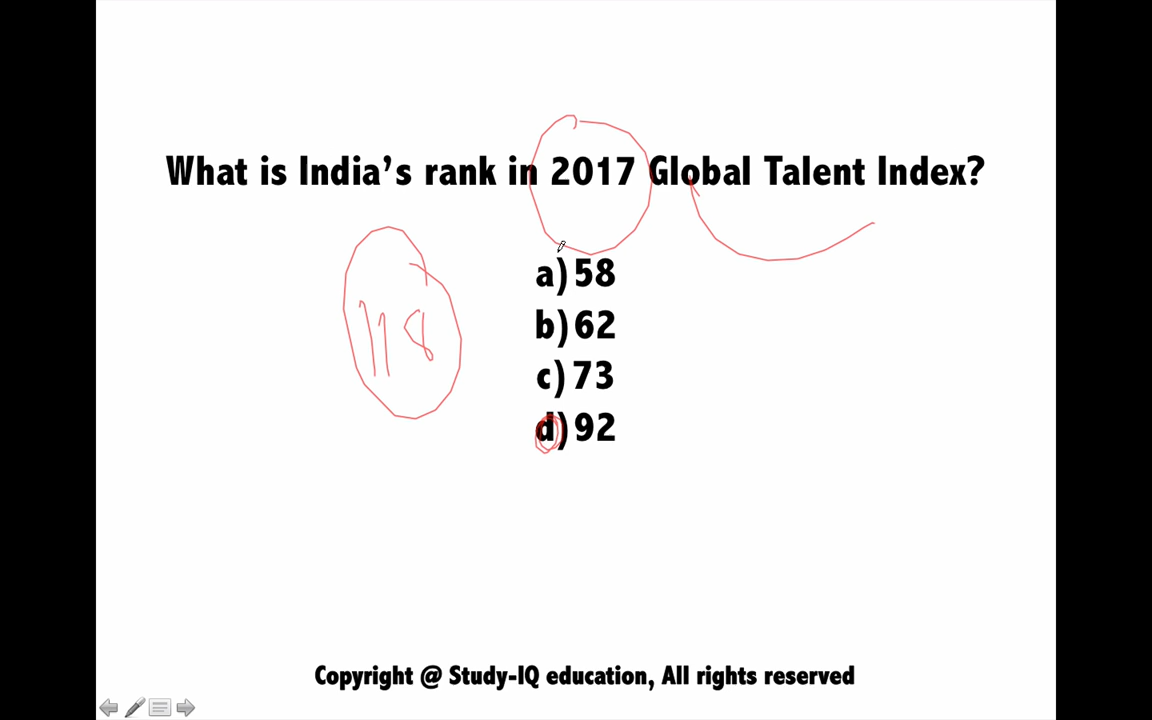 What is India's rank in 2017 Global Talent Index?
a) 58
118
b) 62
c) 73
d) 92
Copyright @ Study-IQ education, All rights reserved